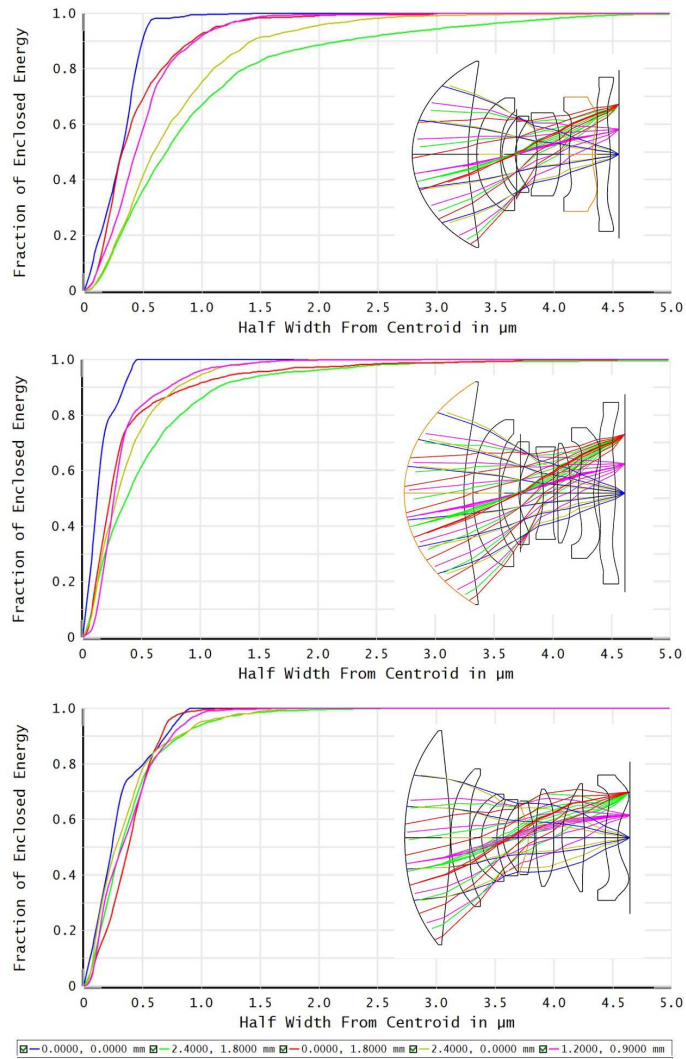 1.0
0.8
0.6
0.4
0.2
0
Fraction of Enclosed Energy
0 0.5 1.0 1.5 2.0 2.5 3.0 3.5 4.0 4.5 5.0
Half Width From Centroid in µm
1.0
0.8
0.6
0.4
0.2
0
Fraction of Enclosed Energy
0 0.5 1.0 1.5 2.0 2.5 3.0 3.5 4.0 4.5 5.0
Half Width From Centroid in µm
1.0
0.8
0.6
0.4
0.2
0
Fraction of Enclosed Energy
0 0.5 1.0 1.5 2.0 2.5 3.0 3.5 4.0 4.5 5.0
Half Width From Centroid in µm
0.0000, 0.0000 mm 2.4000, 1.8000 mm 0.0000, 1.8000 mm 2.4000, 0.0000 mm 1.2000, 0.9000 mm